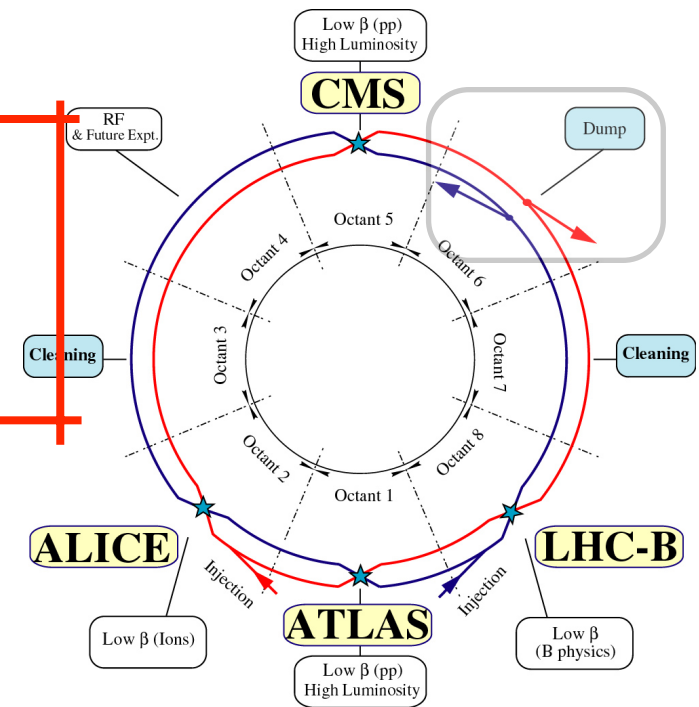 Low β (pp)
High Luminosity
CMS
RF
& Future Expt.
Dump
Octant 5
Octant 4
Octant 6
Octant 3
Octant 7
Cleaning
Cleaning
Octant 2
Octant 8
Octant 1
ALICE
LHC-B
Injection
Injection
ATLAS
Low β (Ions)
Low β
(B physics)
Low β (pp)
High Luminosity